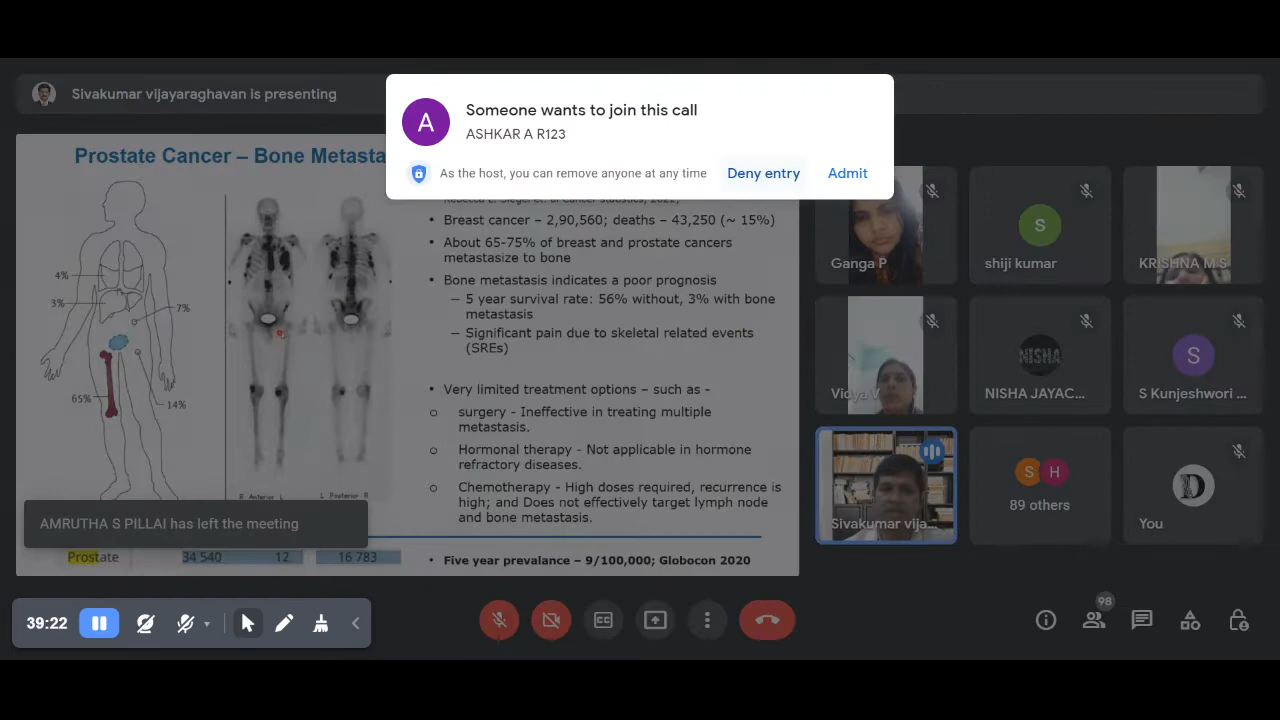 Sivakumar vijayaraghavan is presenting
Someone wants to join this call
A
ASHKAR A R123
As the host, you can remove anyone at any time
Deny entry
Admit
Prostate Cancer – Bone Metasta
• Breast cancer – 2,90,560; deaths – 43,250 (~ 15%)
• About 65-75% of breast and prostate cancers
metastasize to bone
• Bone metastasis indicates a poor prognosis
– 5 year survival rate: 56% without, 3% with bone
metastasis
– Significant pain due to skeletal related events
(SREs)
• Very limited treatment options – such as -
o surgery - Ineffective in treating multiple
metastasis.
o Hormonal therapy - Not applicable in hormone
refractory diseases.
o Chemotherapy - High doses required, recurrence is
high; and Does not effectively target lymph node
and bone metastasis.
• Five year prevalence – 9/100,000; Globocon 2020
4%
3%
7%
65%
14%
R Anterior L
L Posterior R
AMRUTHA S PILLAI has left the meeting
Prostate 34 540 12 16 783
Ganga P
S
shiji kumar
KRISHNA M S
Vidya V
NISHA
NISHA JAYAC...
S
S Kunjeshwori ...
Sivakumar vija...
S H
89 others
D
You
39:22
CC
98